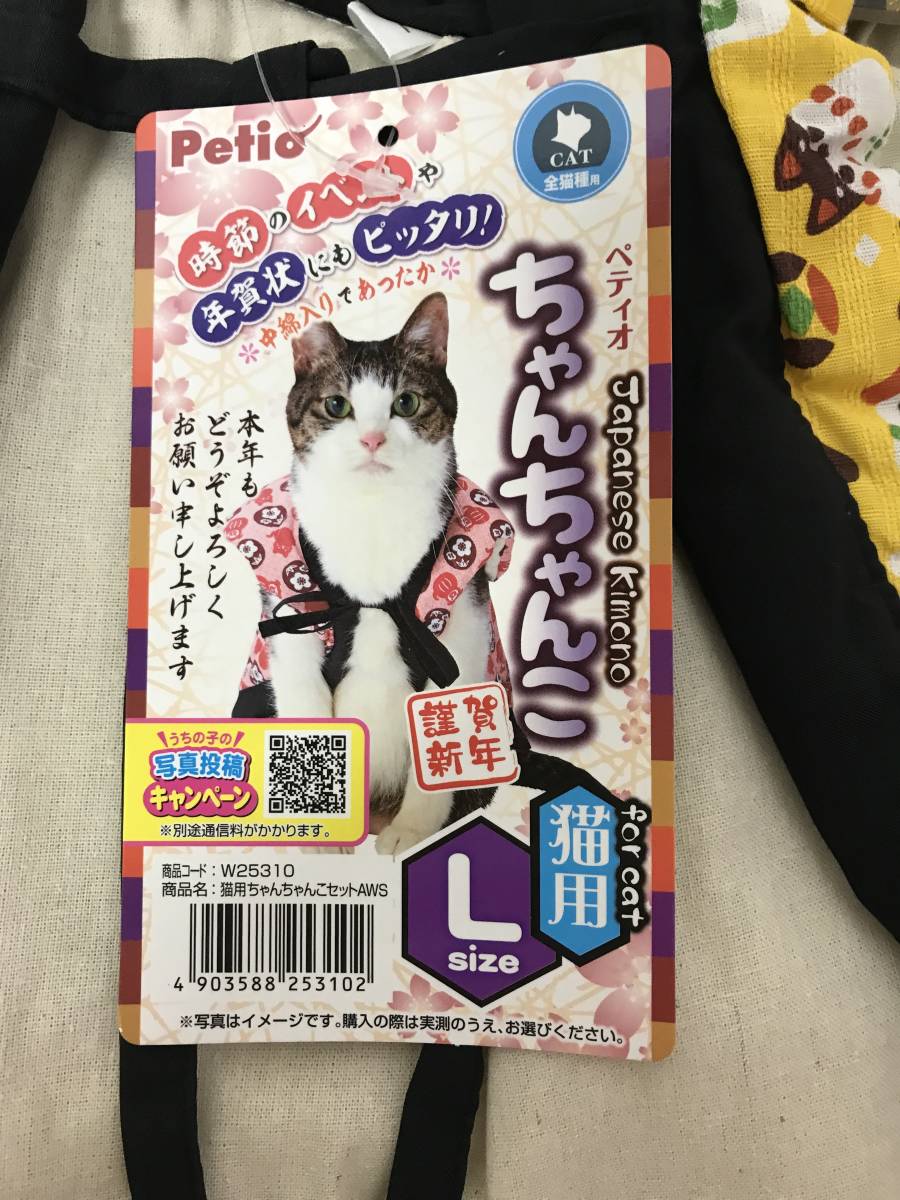 Petio
CAT
全猫種用
時節のイベ や
年賀状にもピッタリ!
*中綿入りであったか*
ペティオ
ちゃんちゃんこ
Japanese Kimono
for cat
本年も
どうぞよろしく
お願い申し上げます
謹賀
新年
うちの子の
写真投稿
キャンペーン
※別途通信料がかかります。
猫用
L
size
商品コード: W25310
商品名: 猫用ちゃんちゃんこセットAWS
4 903588 253102
※写真はイメージです。購入の際は実測のうえ、お選びください。